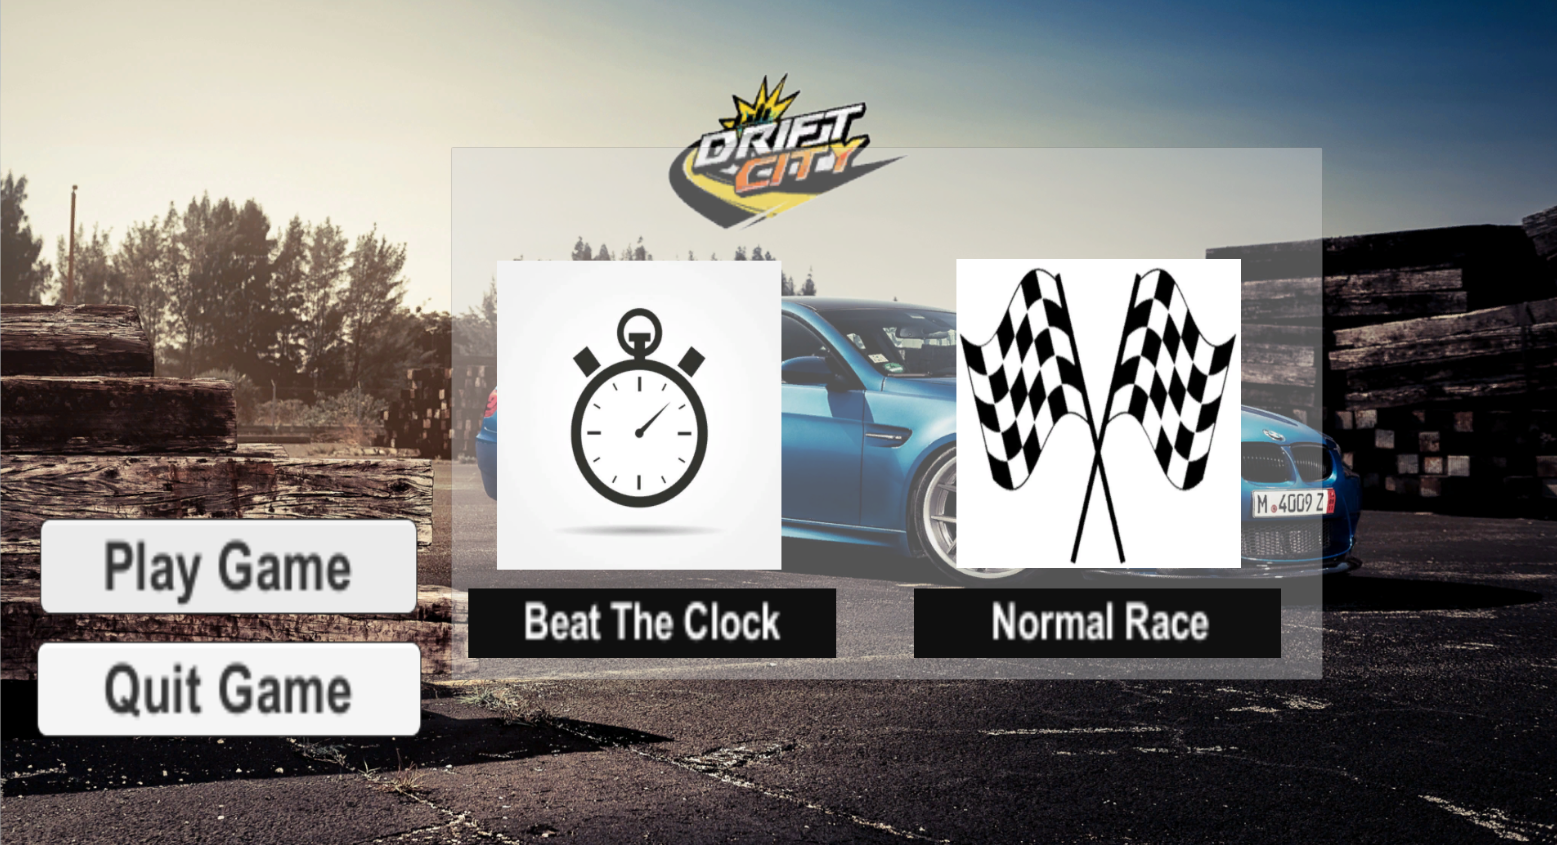 DRIFT
CITY
M 4009 Z
Play Game
Beat The Clock
Normal Race
Quit Game